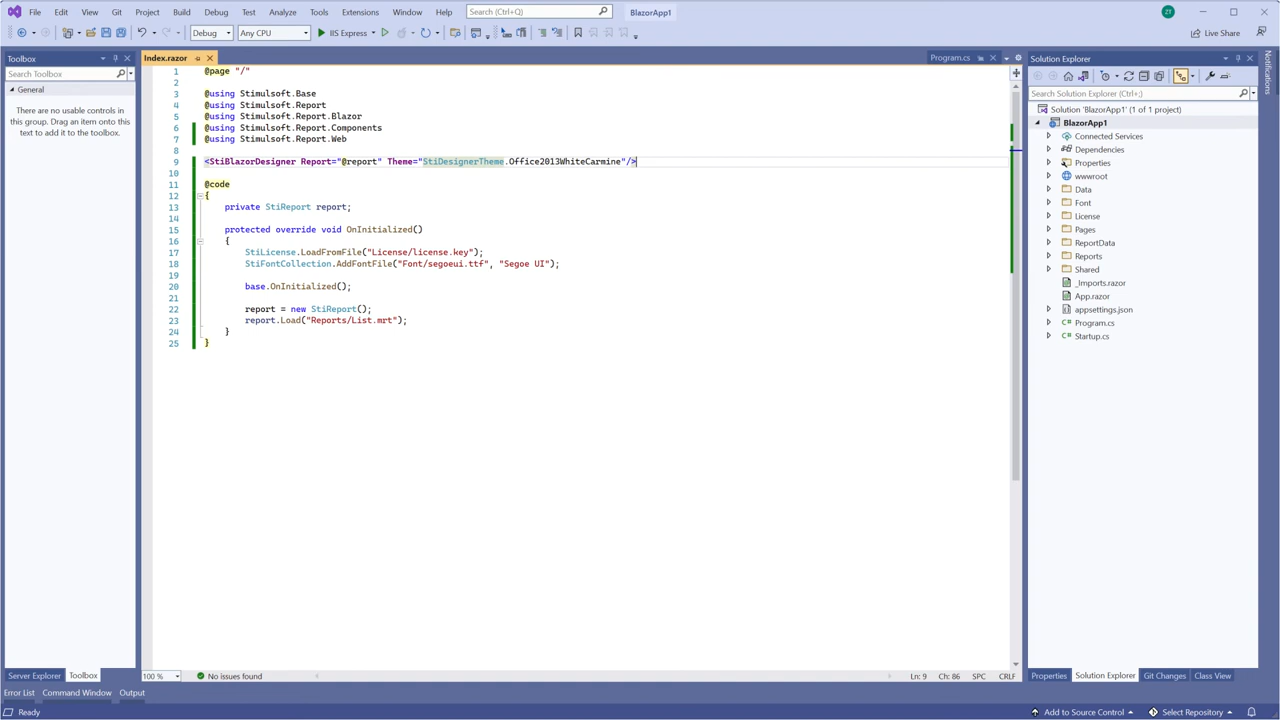 File Edit View Git Project Build Debug Test Analyze Tools Extensions Window Help Search (Ctrl+Q) BlazorApp1 ZT
Debug Any CPU IIS Express Live Share
Toolbox
Search Toolbox
General
There are no usable controls in
this group. Drag an item onto this
text to add it to the toolbox.
Index.razor Program.cs
1 @page "/"
2
3 @using Stimulsoft.Base
4 @using Stimulsoft.Report
5 @using Stimulsoft.Report.Blazor
6 @using Stimulsoft.Report.Components
7 @using Stimulsoft.Report.Web
8
9 <StiBlazorDesigner Report="@report" Theme="StiDesignerTheme.Office2013WhiteCarmine"/>
10
11 @code
12 {
13 private StiReport report;
14
15 protected override void OnInitialized()
16 {
17 StiLicense.LoadFromFile("License/license.key");
18 StiFontCollection.AddFontFile("Font/segoeui.ttf", "Segoe UI");
19
20 base.OnInitialized();
21
22 report = new StiReport();
23 report.Load("Reports/List.mrt");
24 }
25 }
Solution Explorer
Search Solution Explorer (Ctrl+;)
Solution 'BlazorApp1' (1 of 1 project)
BlazorApp1
Connected Services
Dependencies
Properties
wwwroot
Data
Font
License
Pages
ReportData
Reports
Shared
_Imports.razor
App.razor
appsettings.json
C# Program.cs
C# Startup.cs
Notifications
100 % No issues found Ln: 9 Ch: 86 SPC CRLF
Server Explorer Toolbox
Properties Solution Explorer Git Changes Class View
Error List Command Window Output
Ready Add to Source Control Select Repository